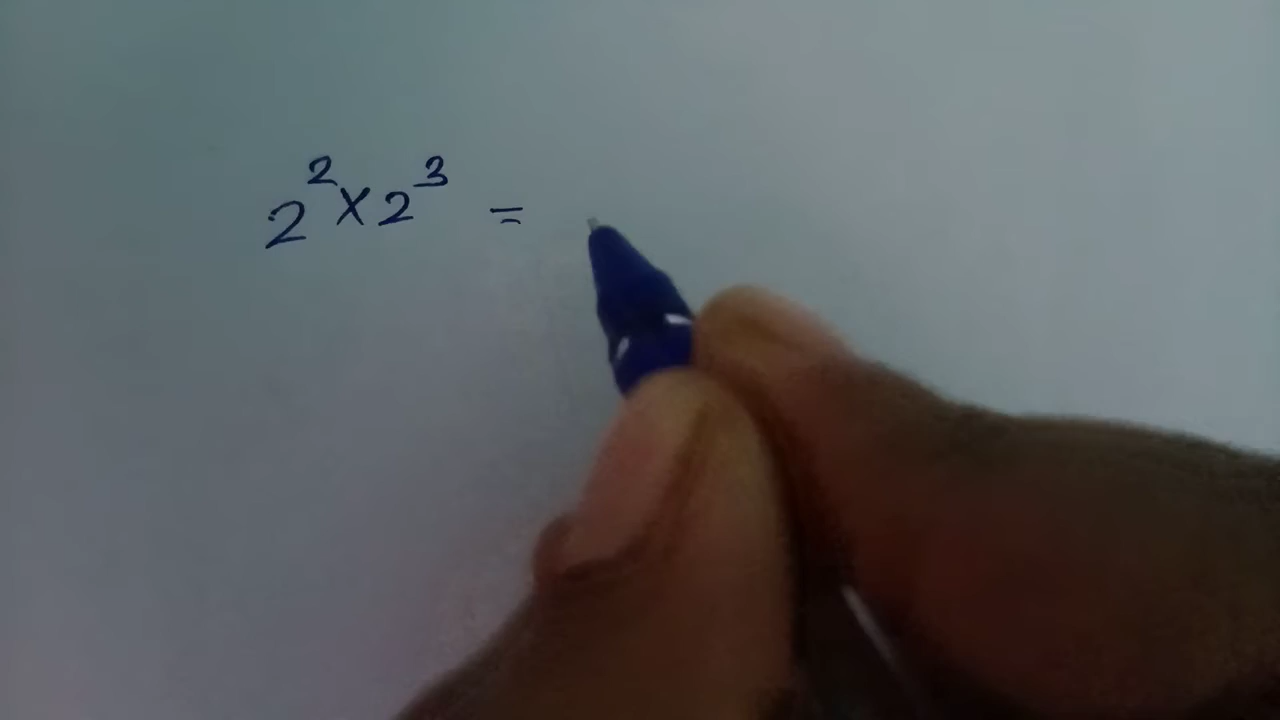 2² × 2³ =